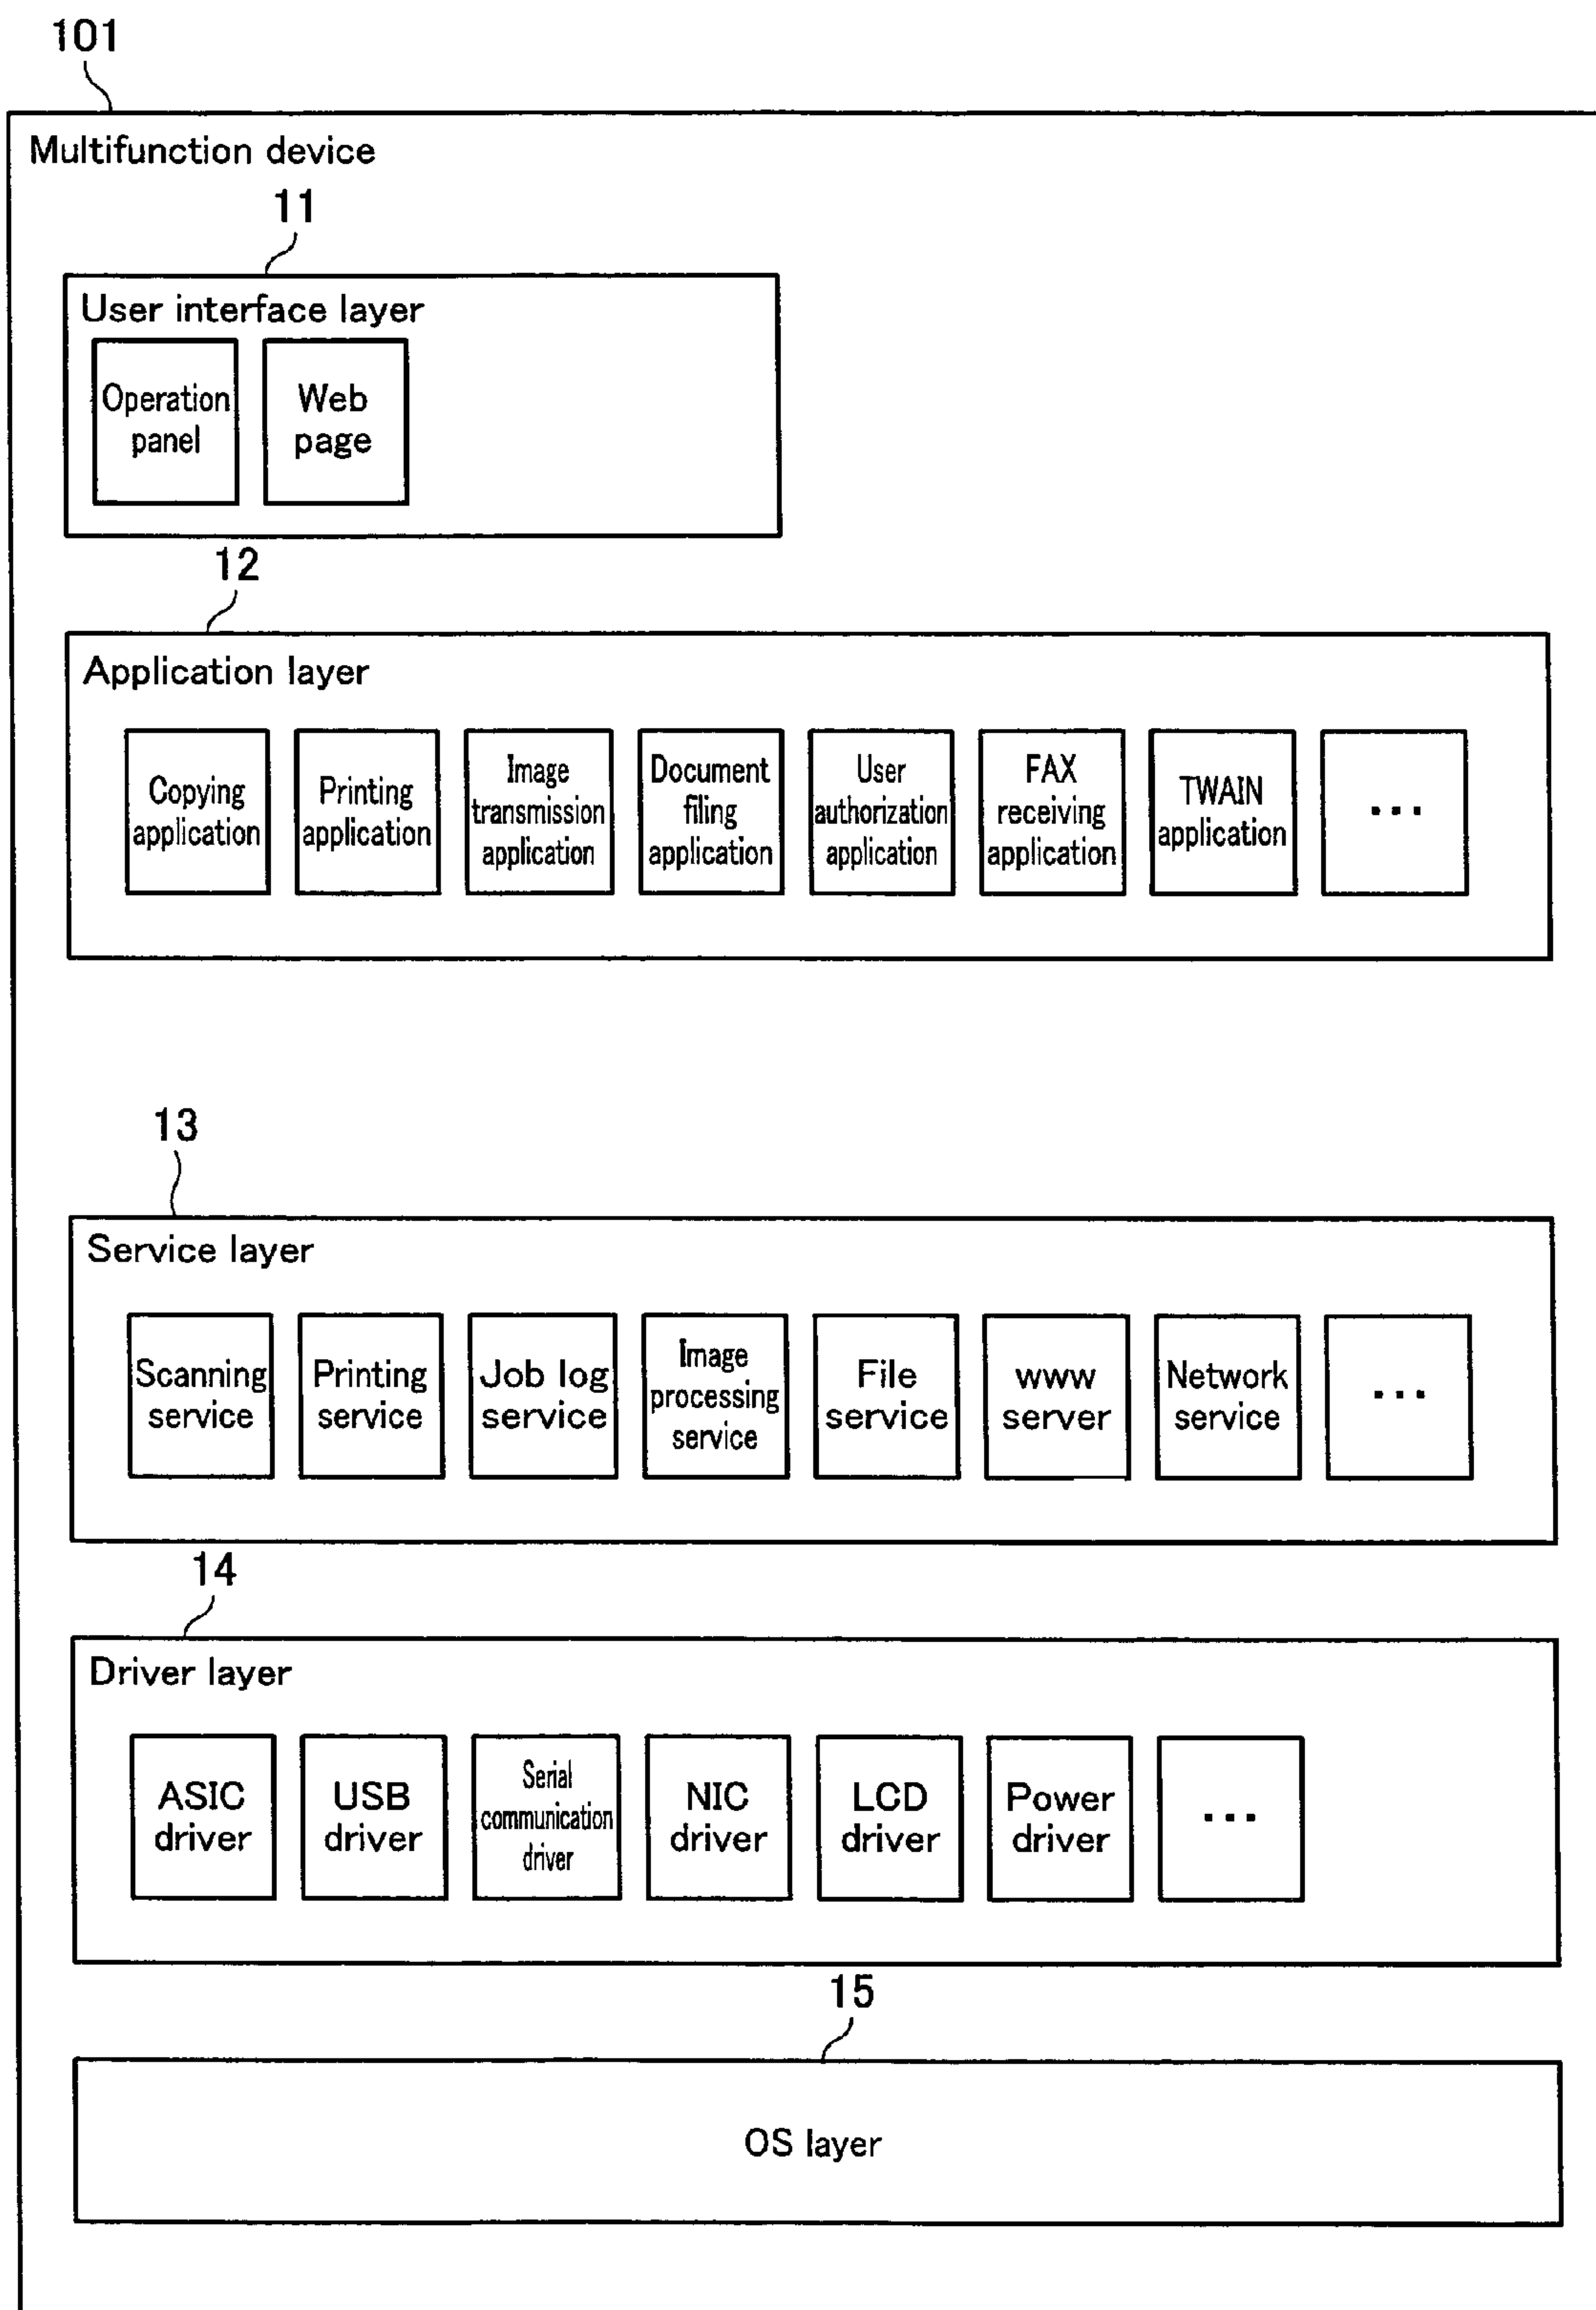 101
Multifunction device
11
User interface layer
Operation
panel
Web
page
12
Application layer
Copying
application
Printing
application
Image
transmission
application
Document
filing
application
User
authorization
application
FAX
receiving
application
TWAIN
application
...
13
Service layer
Scanning
service
Printing
service
Job log
service
Image
processing
service
File
service
www
server
Network
service
...
14
Driver layer
ASIC
driver
USB
driver
Serial
communication
driver
NIC
driver
LCD
driver
Power
driver
...
15
OS layer